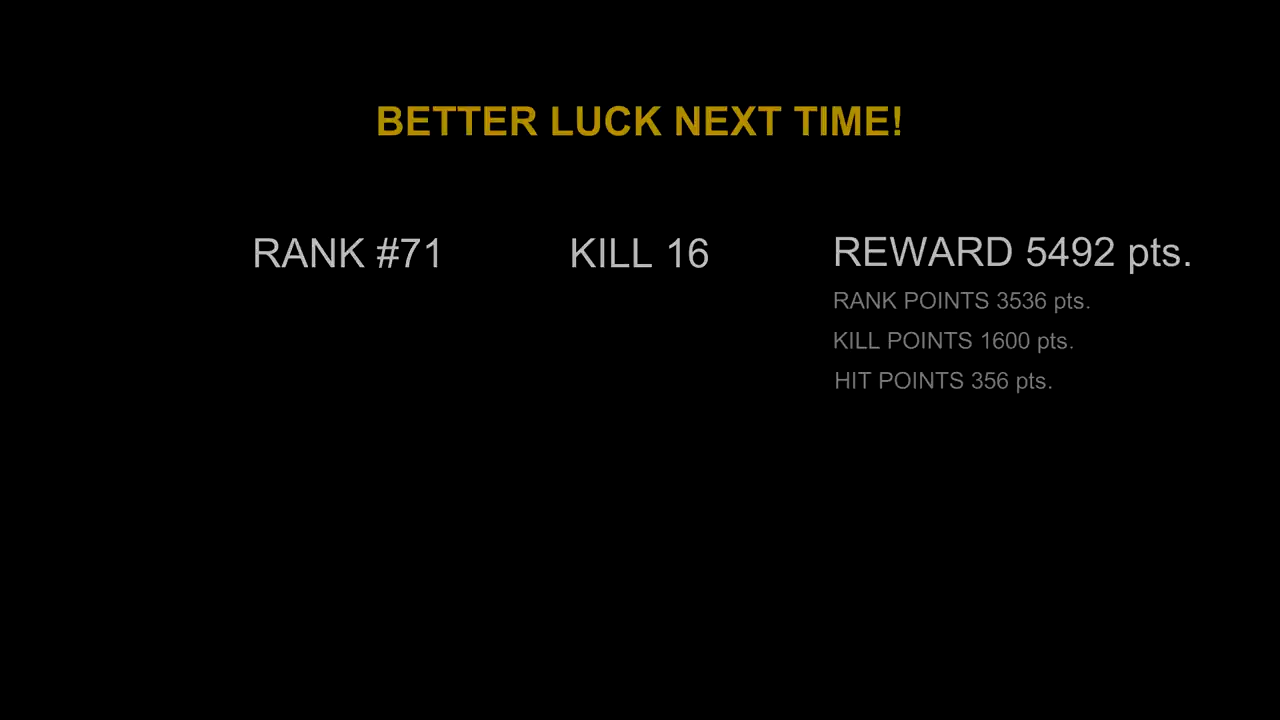 BETTER LUCK NEXT TIME!
RANK #71
KILL 16
REWARD 5492 pts.
RANK POINTS 3536 pts.
KILL POINTS 1600 pts.
HIT POINTS 356 pts.